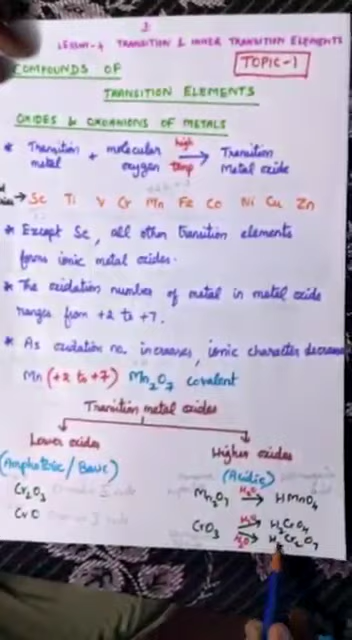 LESSON-4 TRANSITION & INNER TRANSITION ELEMENTS
TOPIC-1
COMPOUNDS OF
TRANSITION ELEMENTS
OXIDES & OXOANIONS OF METALS
* Transition metal + molecular oxygen high temp → Transition metal oxide
→ Sc Ti V Cr Mn Fe Co Ni Cu Zn
* Except Sc, all other transition elements
forms ionic metal oxides.
* The oxidation number of metal in metal oxide
ranges from +2 to +7.
* As oxidation no. increases, ionic character decreases
Mn (+2 to +7) Mn₂O₇ covalent
Transition metal oxides
Lower oxides
(Amphoteric / Basic)
Cr₂O₃
CrO
Higher oxides
(Acidic)
Mn₂O₇ H₂O → HMnO₄
CrO₃ H₂O → H₂CrO₄
H₂O → H₂Cr₂O₇